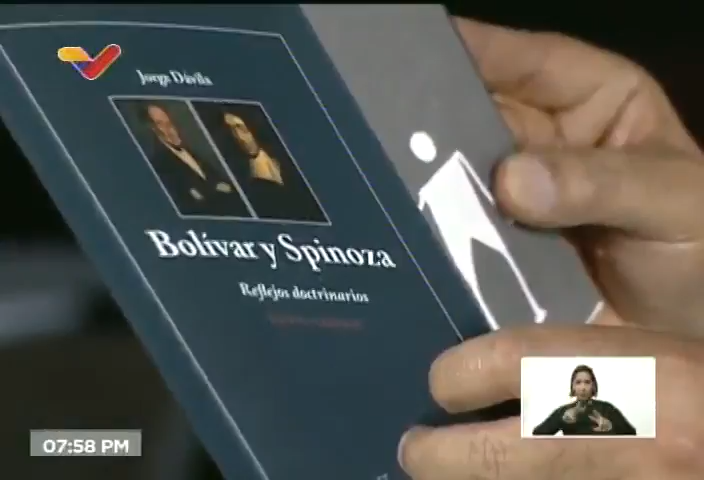 Jorge Dávila
Bolívar y Spinoza
Reflejos doctrinarios
07:58 PM